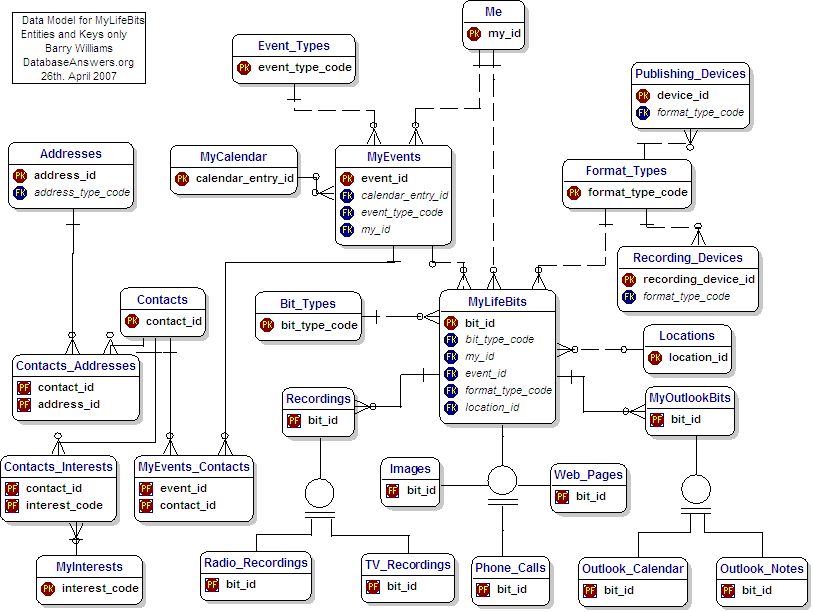 Data Model for MyLifeBits
Entities and Keys only
Barry Williams
DatabaseAnswers.org
26th. April 2007
Me
PK my_id
Event_Types
PK event_type_code
Publishing_Devices
PK device_id
FK format_type_code
Addresses
PK address_id
FK address_type_code
MyCalendar
PK calendar_entry_id
MyEvents
PK event_id
FK calendar_entry_id
FK event_type_code
FK my_id
Format_Types
PK format_type_code
Recording_Devices
PK recording_device_id
FK format_type_code
Contacts
PK contact_id
Bit_Types
PK bit_type_code
MyLifeBits
PK bit_id
FK bit_type_code
FK my_id
FK event_id
FK format_type_code
FK location_id
Locations
PK location_id
Contacts_Addresses
PF contact_id
PF address_id
Recordings
PF bit_id
MyOutlookBits
PF bit_id
Contacts_Interests
PF contact_id
PF interest_code
MyEvents_Contacts
PF event_id
PF contact_id
Images
PF bit_id
Web_Pages
PF bit_id
MyInterests
PK interest_code
Radio_Recordings
PF bit_id
TV_Recordings
PF bit_id
Phone_Calls
PF bit_id
Outlook_Calendar
PF bit_id
Outlook_Notes
PF bit_id